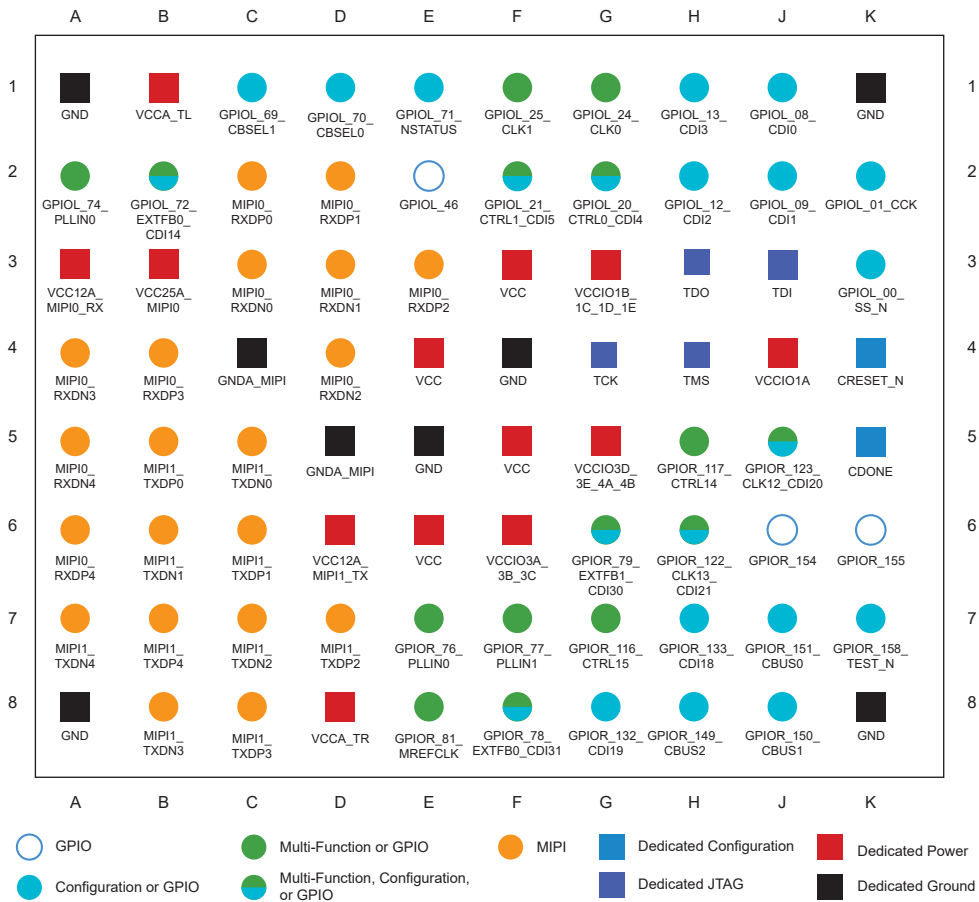 A B C D E F G H J K
1 1
GND VCCA_TL GPIOL_69_ GPIOL_70_ GPIOL_71_ GPIOL_25_ GPIOL_24_ GPIOL_13_ GPIOL_08_ GND
CBSEL1 CBSEL0 NSTATUS CLK1 CLK0 CDI3 CDI0
2 2
GPIOL_74_ GPIOL_72_ MIPI0_ MIPI0_ GPIOL_46 GPIOL_21_ GPIOL_20_ GPIOL_12_ GPIOL_09_ GPIOL_01_CCK
PLLIN0 EXTFB0_ RXDP0 RXDP1 CTRL1_CDI5 CTRL0_CDI4 CDI2 CDI1
CDI14
3 3
VCC12A_ VCC25A_ MIPI0_ MIPI0_ MIPI0_ VCC VCCIO1B_ TDO TDI GPIOL_00_
MIPI0_RX MIPI0 RXDN0 RXDN1 RXDP2 1C_1D_1E SS_N
4 4
MIPI0_ MIPI0_ GNDA_MIPI MIPI0_ VCC GND TCK TMS VCCIO1A CRESET_N
RXDN3 RXDP3 RXDN2
5 5
MIPI0_ MIPI1_ MIPI1_ GNDA_MIPI GND VCC VCCIO3D_ GPIOR_117_ GPIOR_123_ CDONE
RXDN4 TXDP0 TXDN0 3E_4A_4B CTRL14 CLK12_CDI20
6 6
MIPI0_ MIPI1_ MIPI1_ VCC12A_ VCC VCCIO3A_ GPIOR_79_ GPIOR_122_ GPIOR_154 GPIOR_155
RXDP4 TXDN1 TXDP1 MIPI1_TX 3B_3C EXTFB1_ CLK13_
CDI30 CDI21
7 7
MIPI1_ MIPI1_ MIPI1_ MIPI1_ GPIOR_76_ GPIOR_77_ GPIOR_116_ GPIOR_133_ GPIOR_151_ GPIOR_158_
TXDN4 TXDP4 TXDN2 TXDP2 PLLIN0 PLLIN1 CTRL15 CDI18 CBUS0 TEST_N
8 8
GND MIPI1_ MIPI1_ VCCA_TR GPIOR_81_ GPIOR_78_ GPIOR_132_ GPIOR_149_ GPIOR_150_ GND
TXDN3 TXDP3 MREFCLK EXTFB0_CDI31 CDI19 CBUS2 CBUS1
A B C D E F G H J K
GPIO Multi-Function or GPIO MIPI Dedicated Configuration Dedicated Power
Configuration or GPIO Multi-Function, Configuration, Dedicated JTAG Dedicated Ground
or GPIO